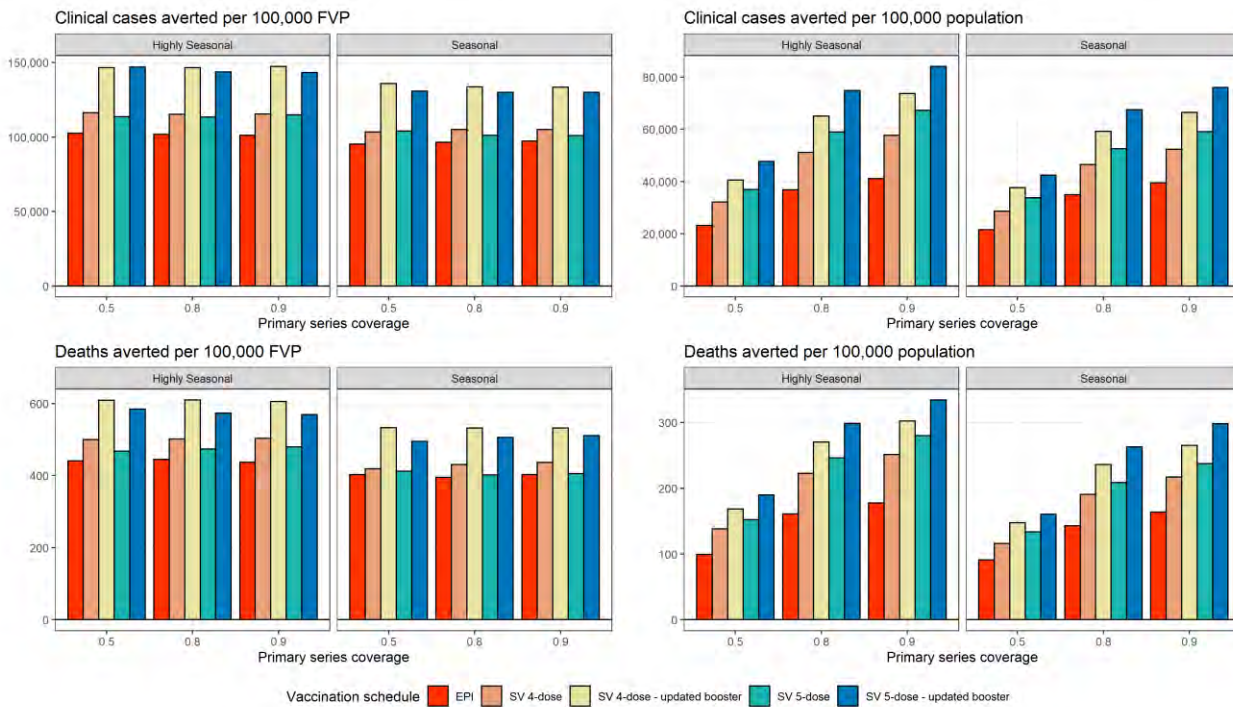 Clinical cases averted per 100,000 FVP
Highly Seasonal
Seasonal
150,000
100,000
50,000
0
0.5
0.8
0.9
0.5
0.8
0.9
Primary series coverage
Clinical cases averted per 100,000 population
Highly Seasonal
Seasonal
80,000
60,000
40,000
20,000
0
0.5
0.8
0.9
0.5
0.8
0.9
Primary series coverage
Deaths averted per 100,000 FVP
Highly Seasonal
Seasonal
600
400
200
0
0.5
0.8
0.9
0.5
0.8
0.9
Primary series coverage
Deaths averted per 100,000 population
Highly Seasonal
Seasonal
300
200
100
0
0.5
0.8
0.9
0.5
0.8
0.9
Primary series coverage
Vaccination schedule EPI SV 4-dose SV 4-dose - updated booster SV 5-dose SV 5-dose - updated booster